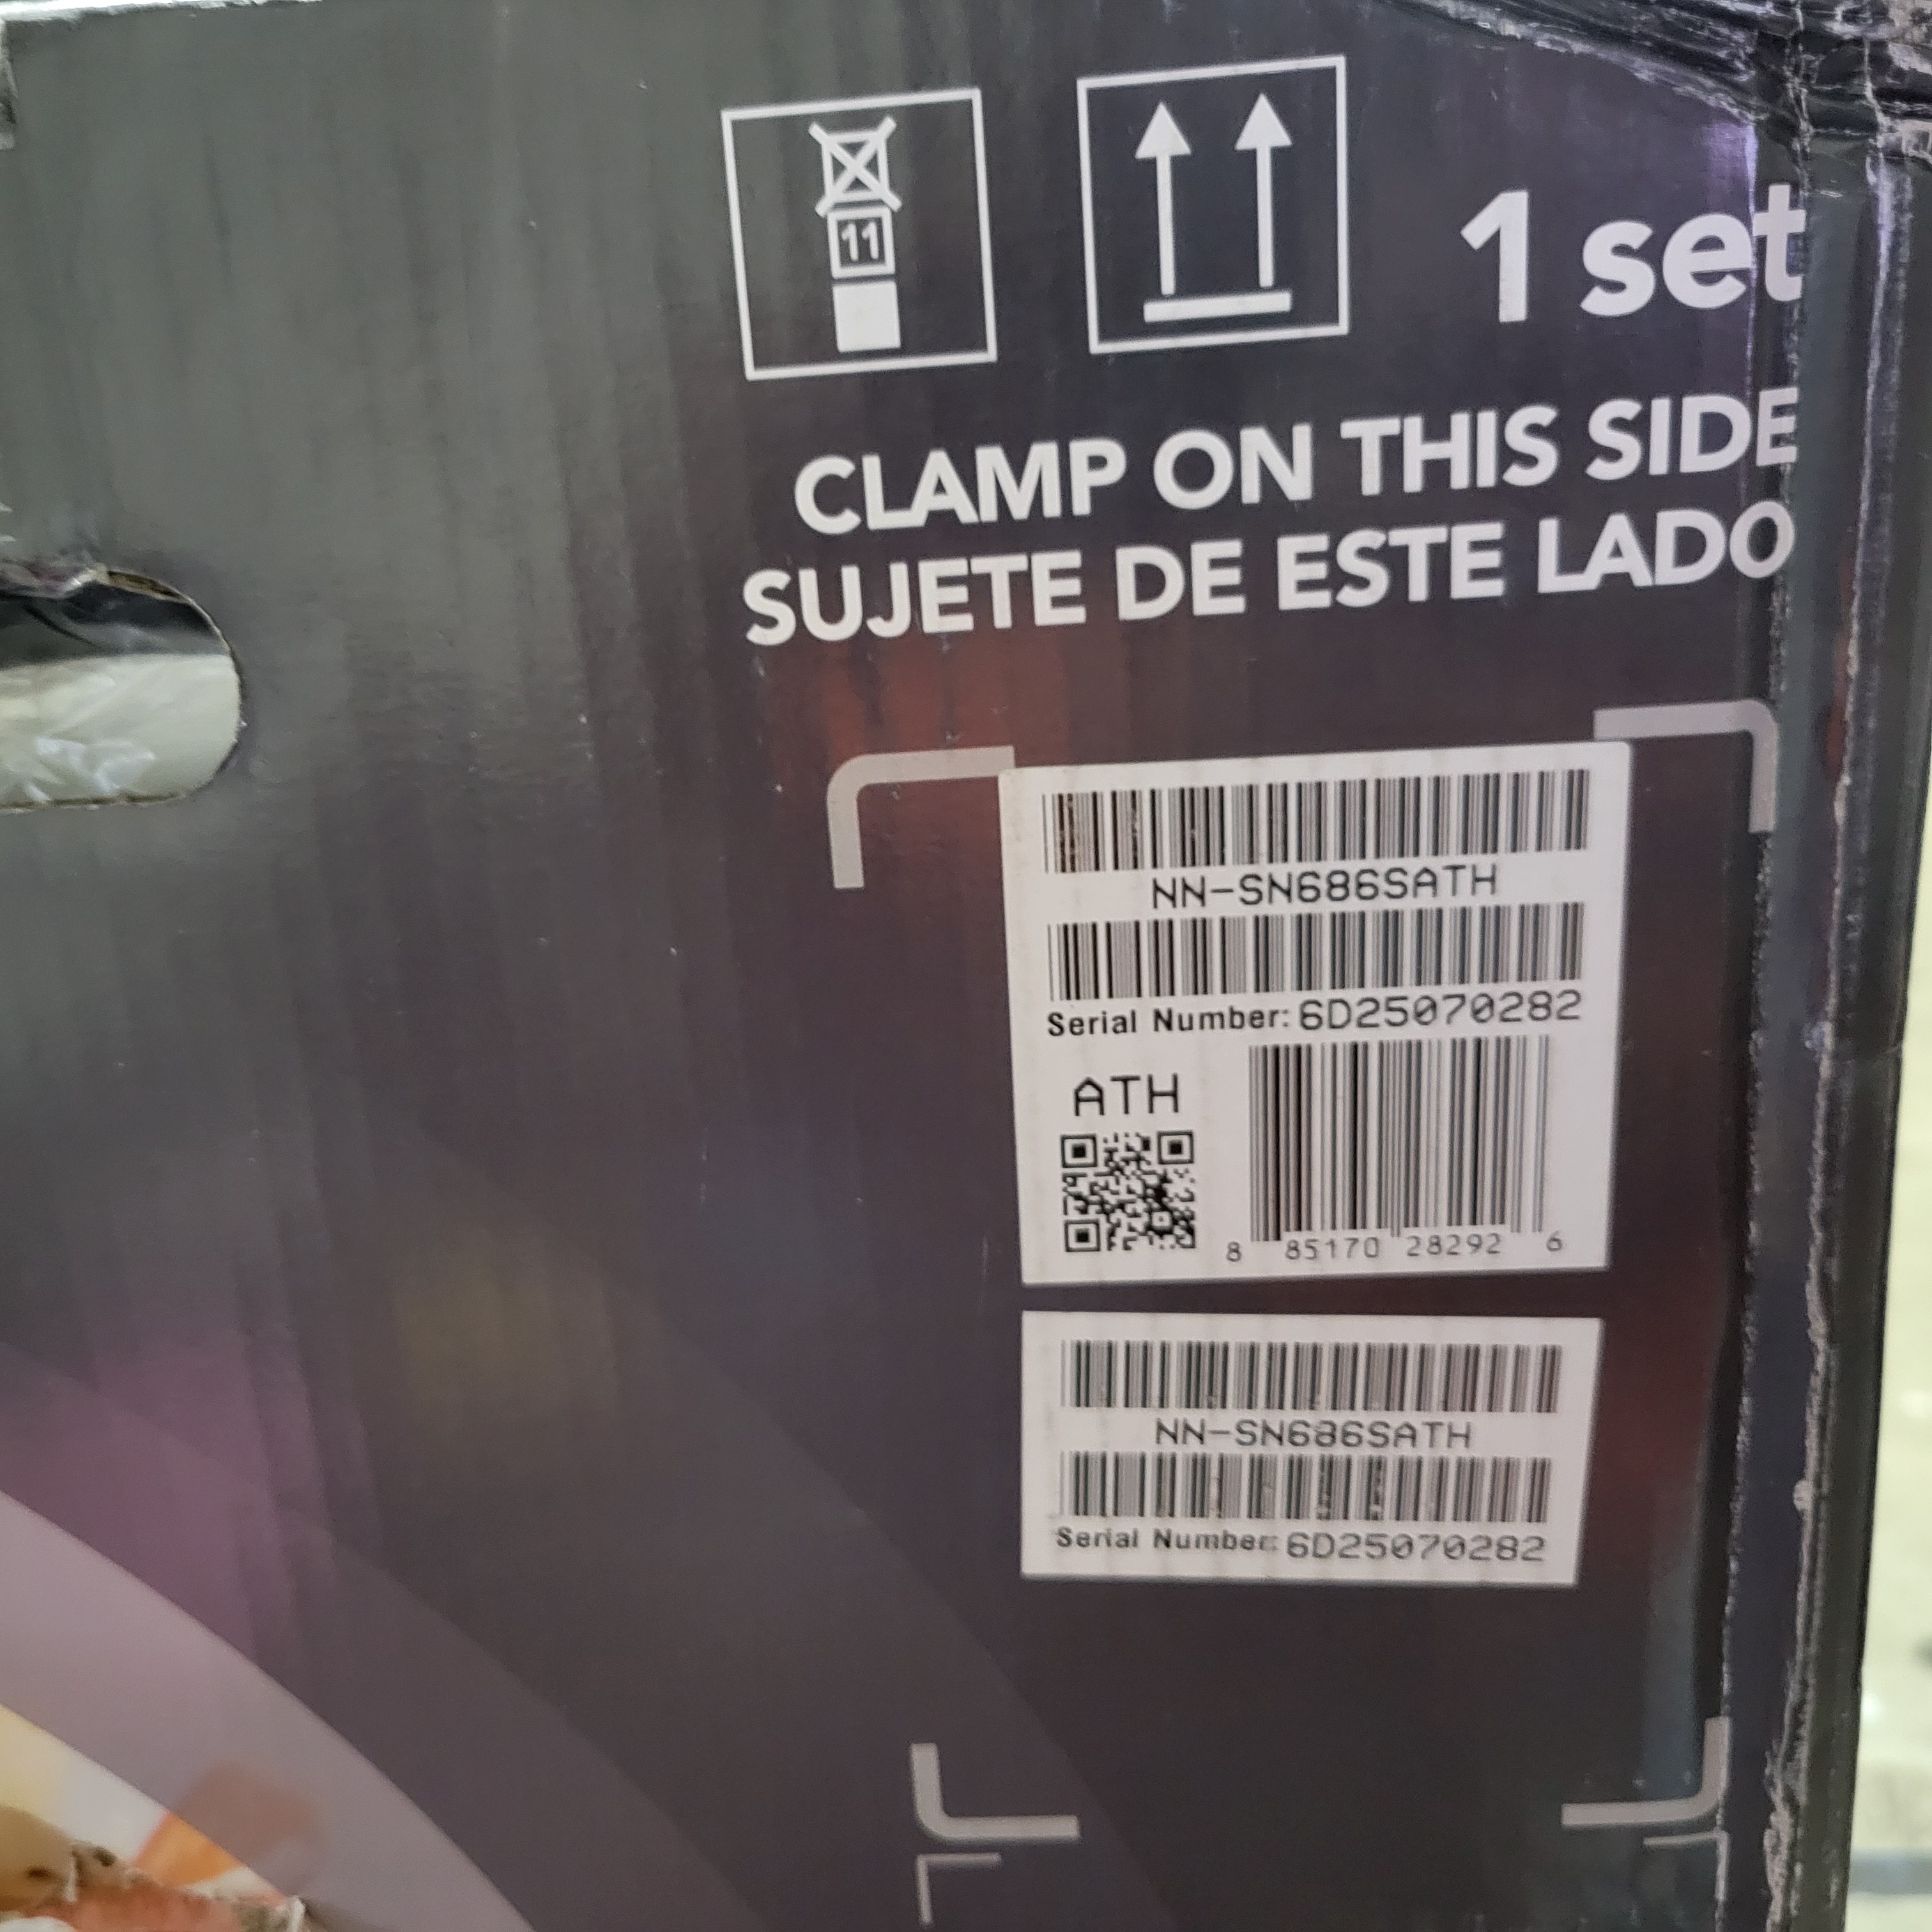 11
1 set
CLAMP ON THIS SIDE
SUJETE DE ESTE LADO
NN-SN686SATH
Serial Number: 6D25070282
ATH
8 85170 28292 6
NN-SN686SATH
Serial Number: 6D25070282